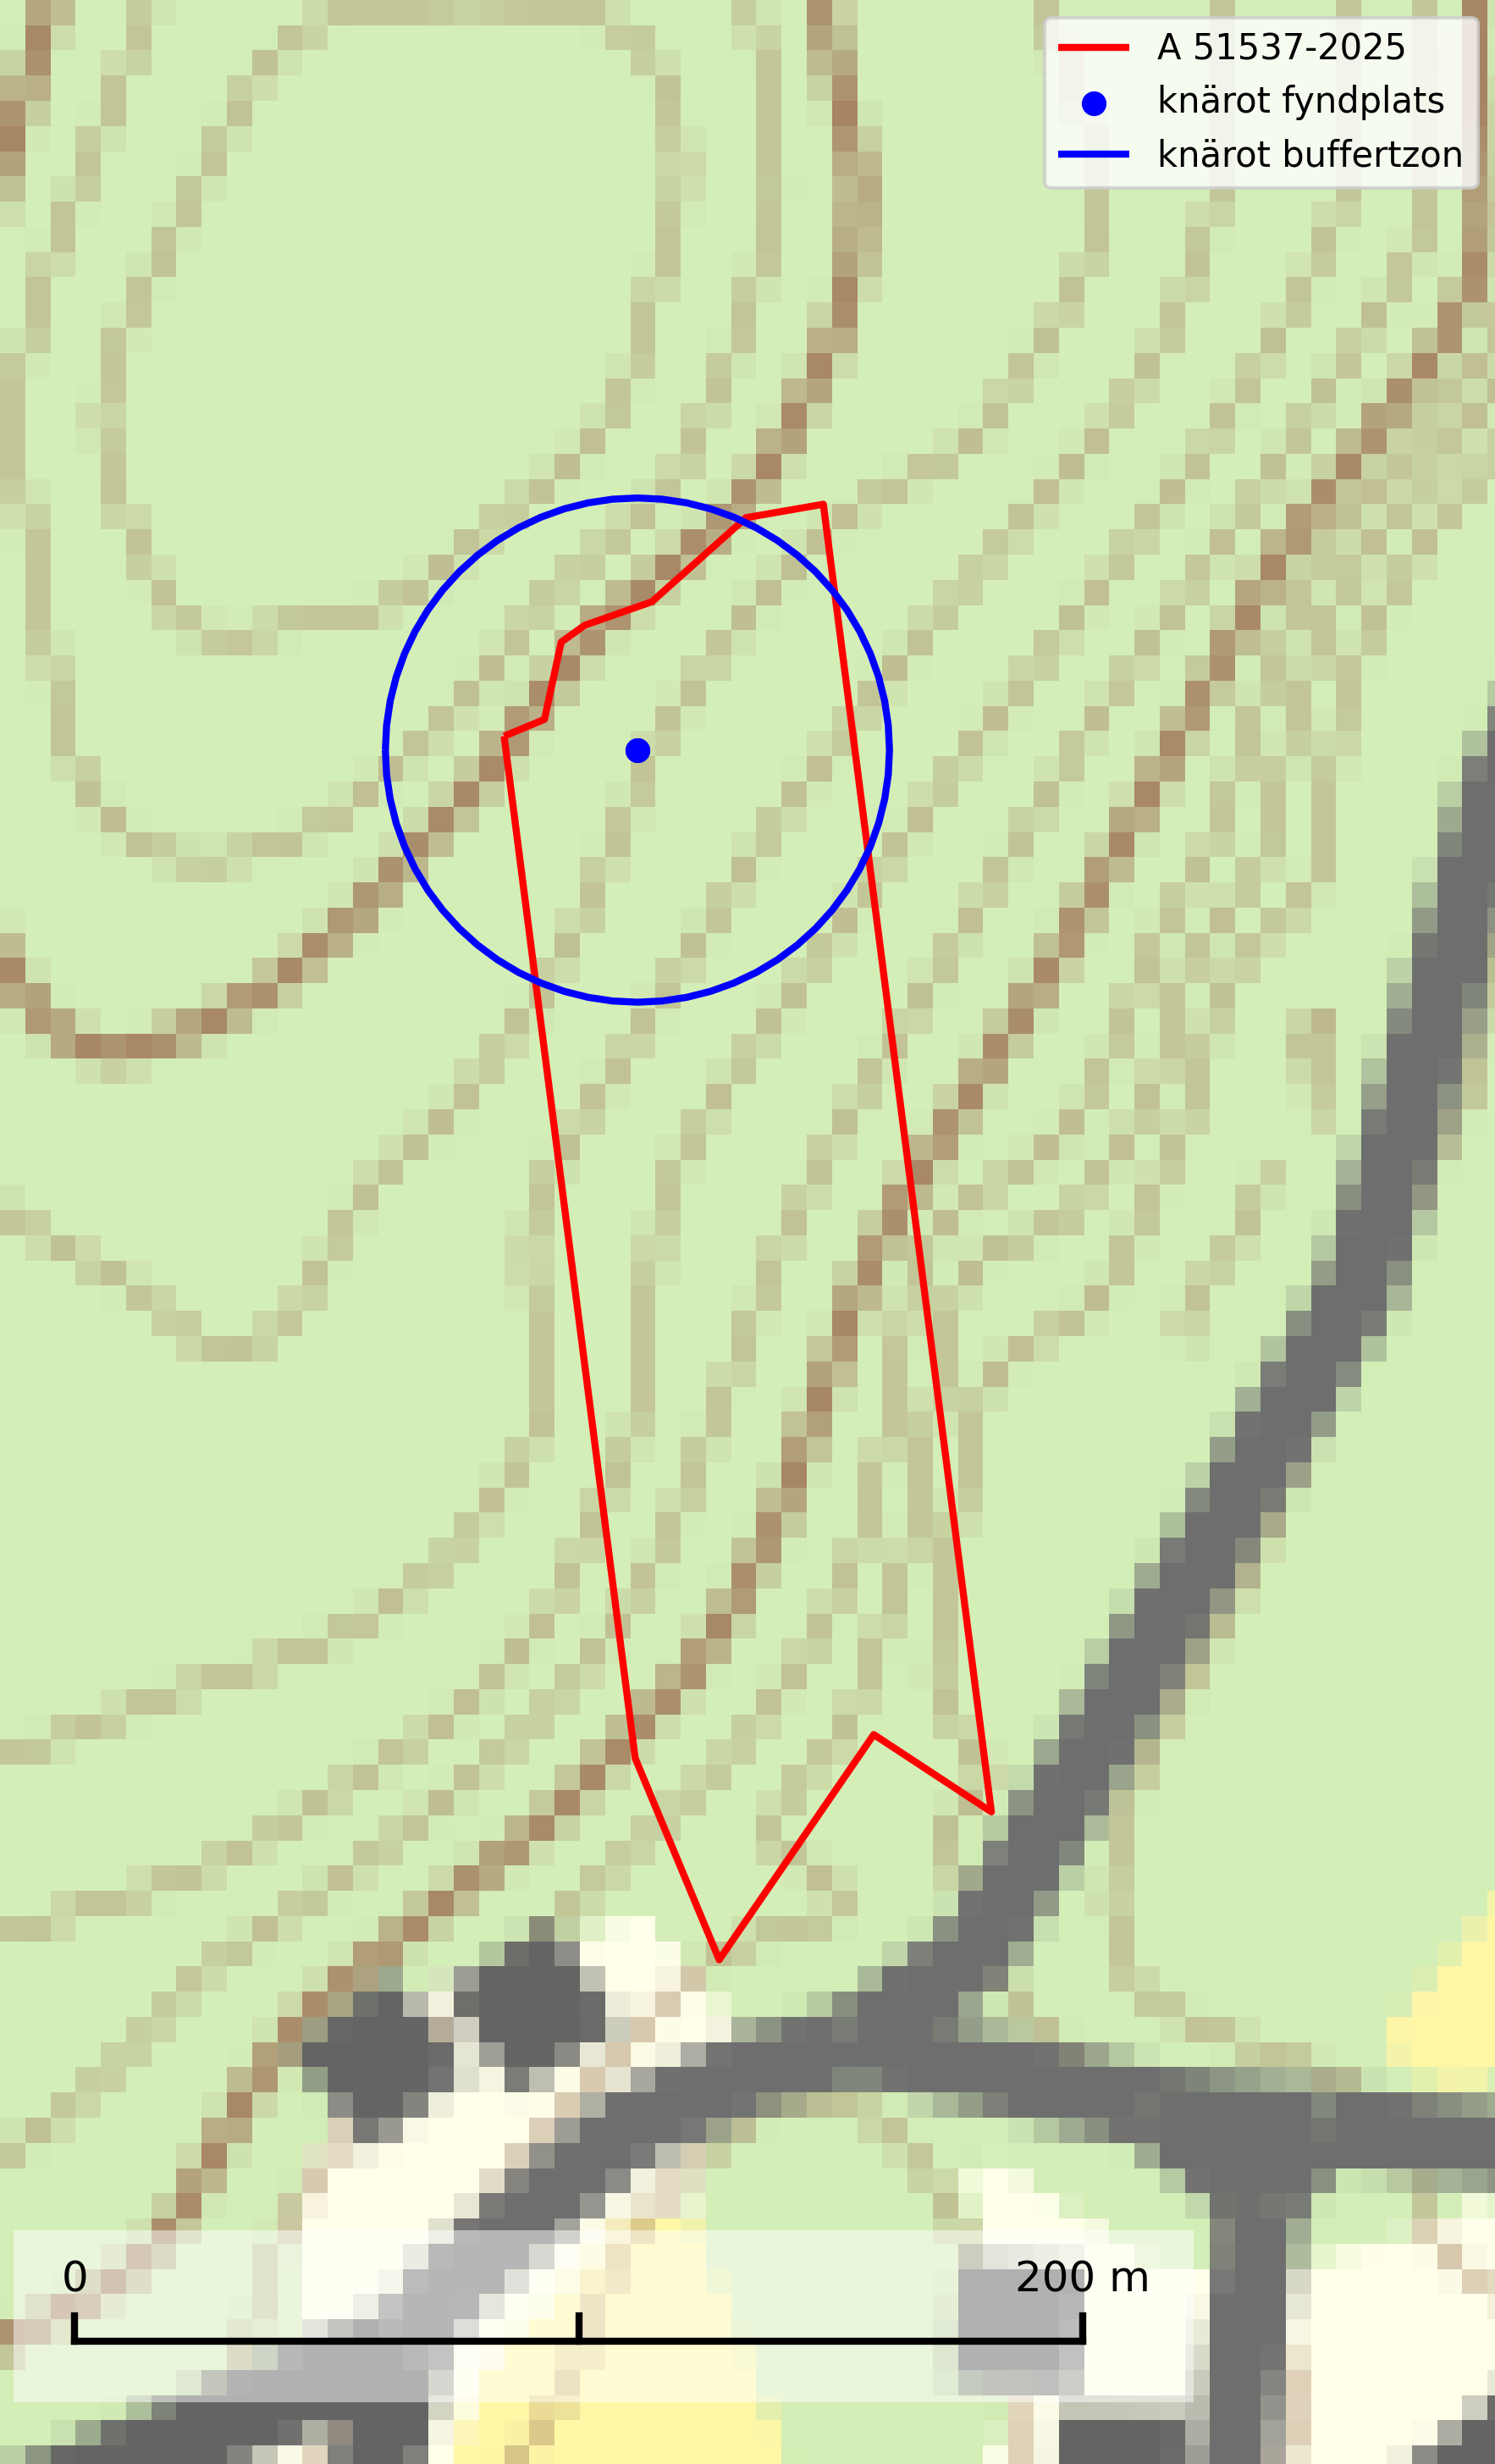 A 51537-2025
knärot fyndplats
knärot buffertzon
0
200 m